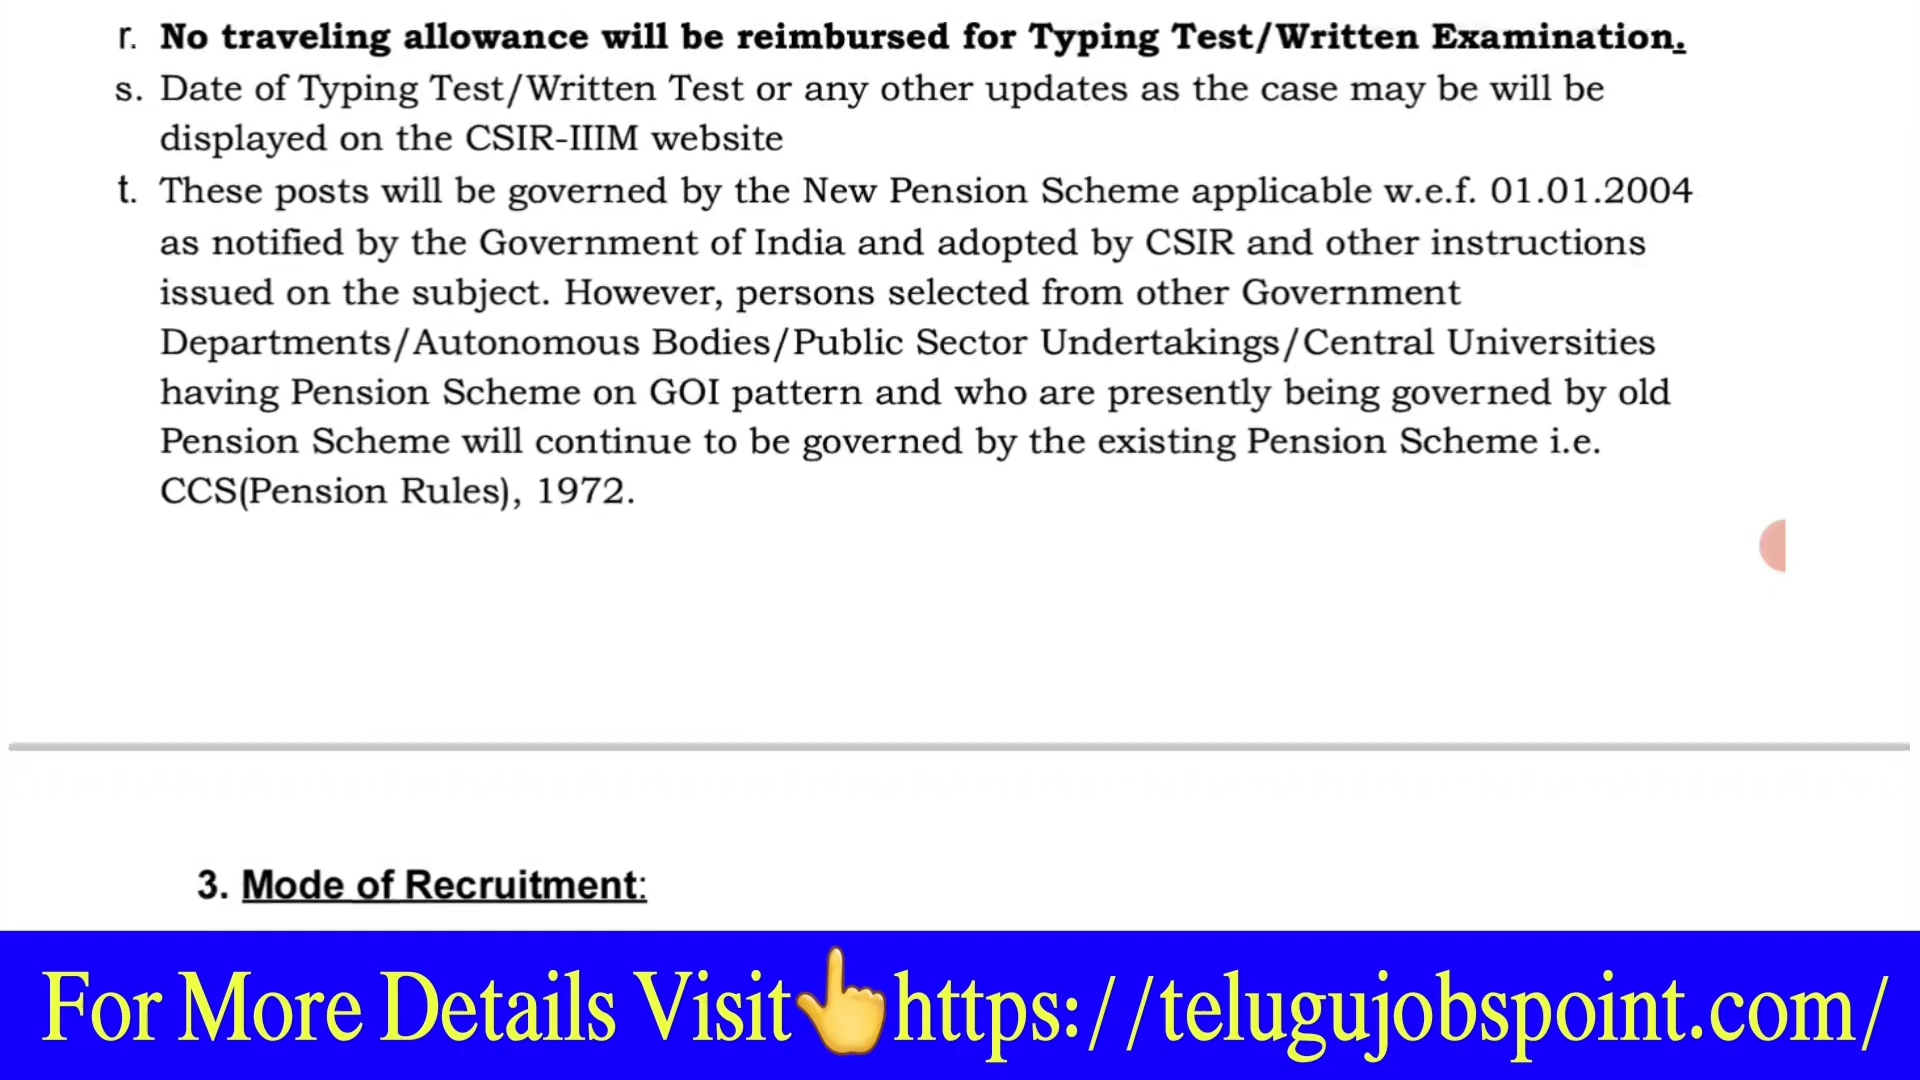 r. No traveling allowance will be reimbursed for Typing Test/Written Examination.
s. Date of Typing Test/Written Test or any other updates as the case may be will be
displayed on the CSIR-IIIM website
t. These posts will be governed by the New Pension Scheme applicable w.e.f. 01.01.2004
as notified by the Government of India and adopted by CSIR and other instructions
issued on the subject. However, persons selected from other Government
Departments/Autonomous Bodies/Public Sector Undertakings/Central Universities
having Pension Scheme on GOI pattern and who are presently being governed by old
Pension Scheme will continue to be governed by the existing Pension Scheme i.e.
CCS(Pension Rules), 1972.
3. Mode of Recruitment:
For More Details Visit👆https://telugujobspoint.com/